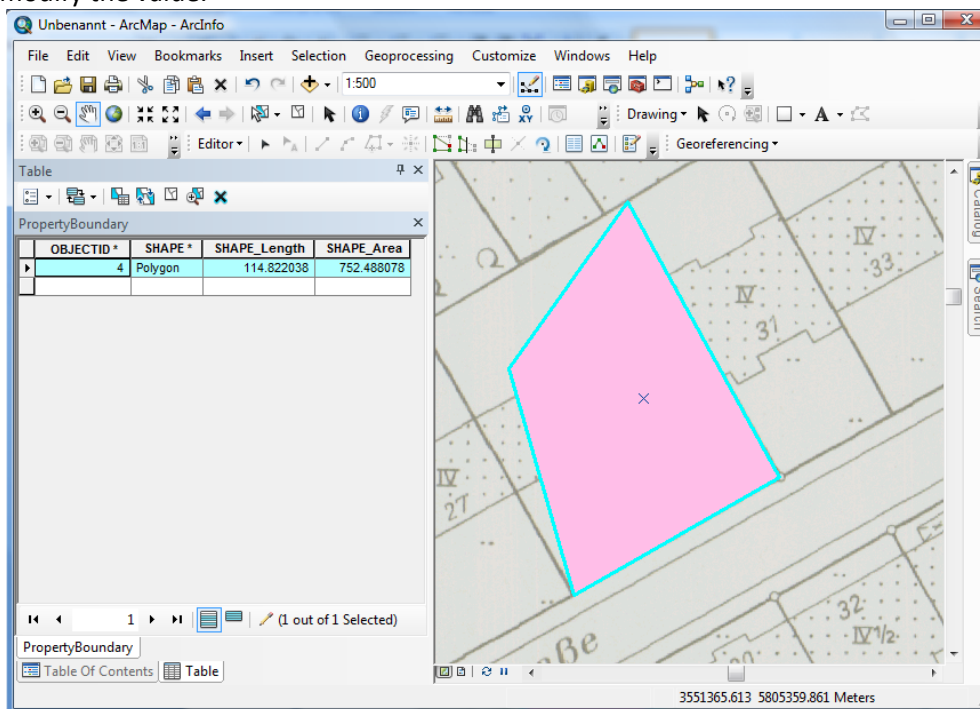 modify the value.
Unbenannt - ArcMap - ArcInfo
File Edit View Bookmarks Insert Selection Geoprocessing Customize Windows Help
1:500
Drawing
A
Editor
Georeferencing
Table
PropertyBoundary
OBJECTID * SHAPE * SHAPE_Length SHAPE_Area
4 Polygon 114.822038 752.488078
1 (1 out of 1 Selected)
PropertyBoundary
Table Of Contents Table
Catalog
Search
IV
33
IV
31
IV
27
32
IV½
30
3551365.613 5805359.861 Meters